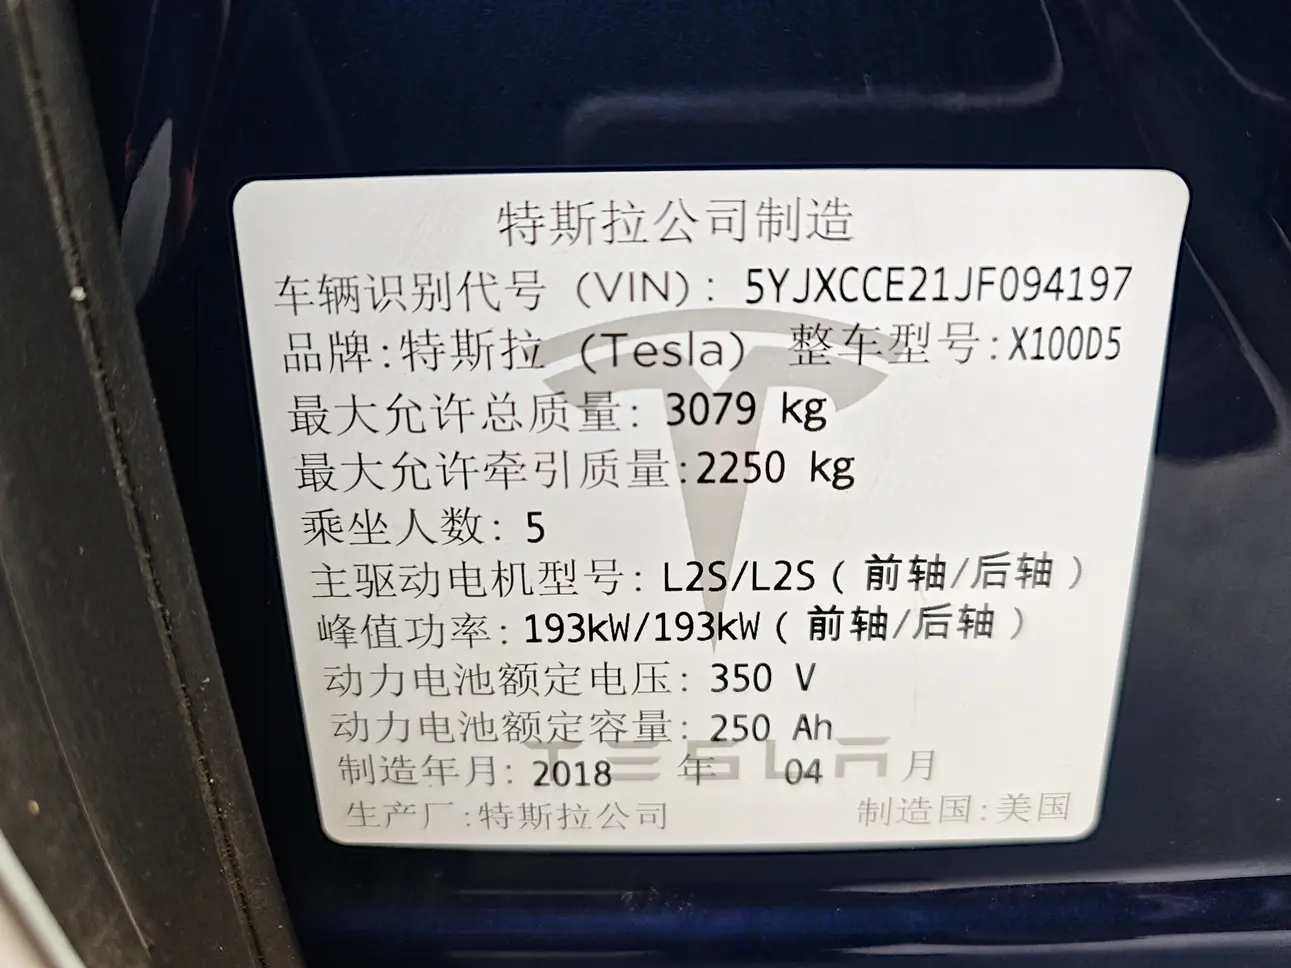 特斯拉公司制造
车辆识别代号（VIN）: 5YJXCCE21JF094197
品牌:特斯拉（Tesla） 整车型号:X100D5
最大允许总质量: 3079 kg
最大允许牵引质量:2250 kg
乘坐人数: 5
主驱动电机型号: L2S/L2S（前轴/后轴）
峰值功率: 193kW/193kW（前轴/后轴）
动力电池额定电压: 350 V
动力电池额定容量: 250 Ah
TESLA
制造年月: 2018 年 04 月
生产厂:特斯拉公司 制造国:美国